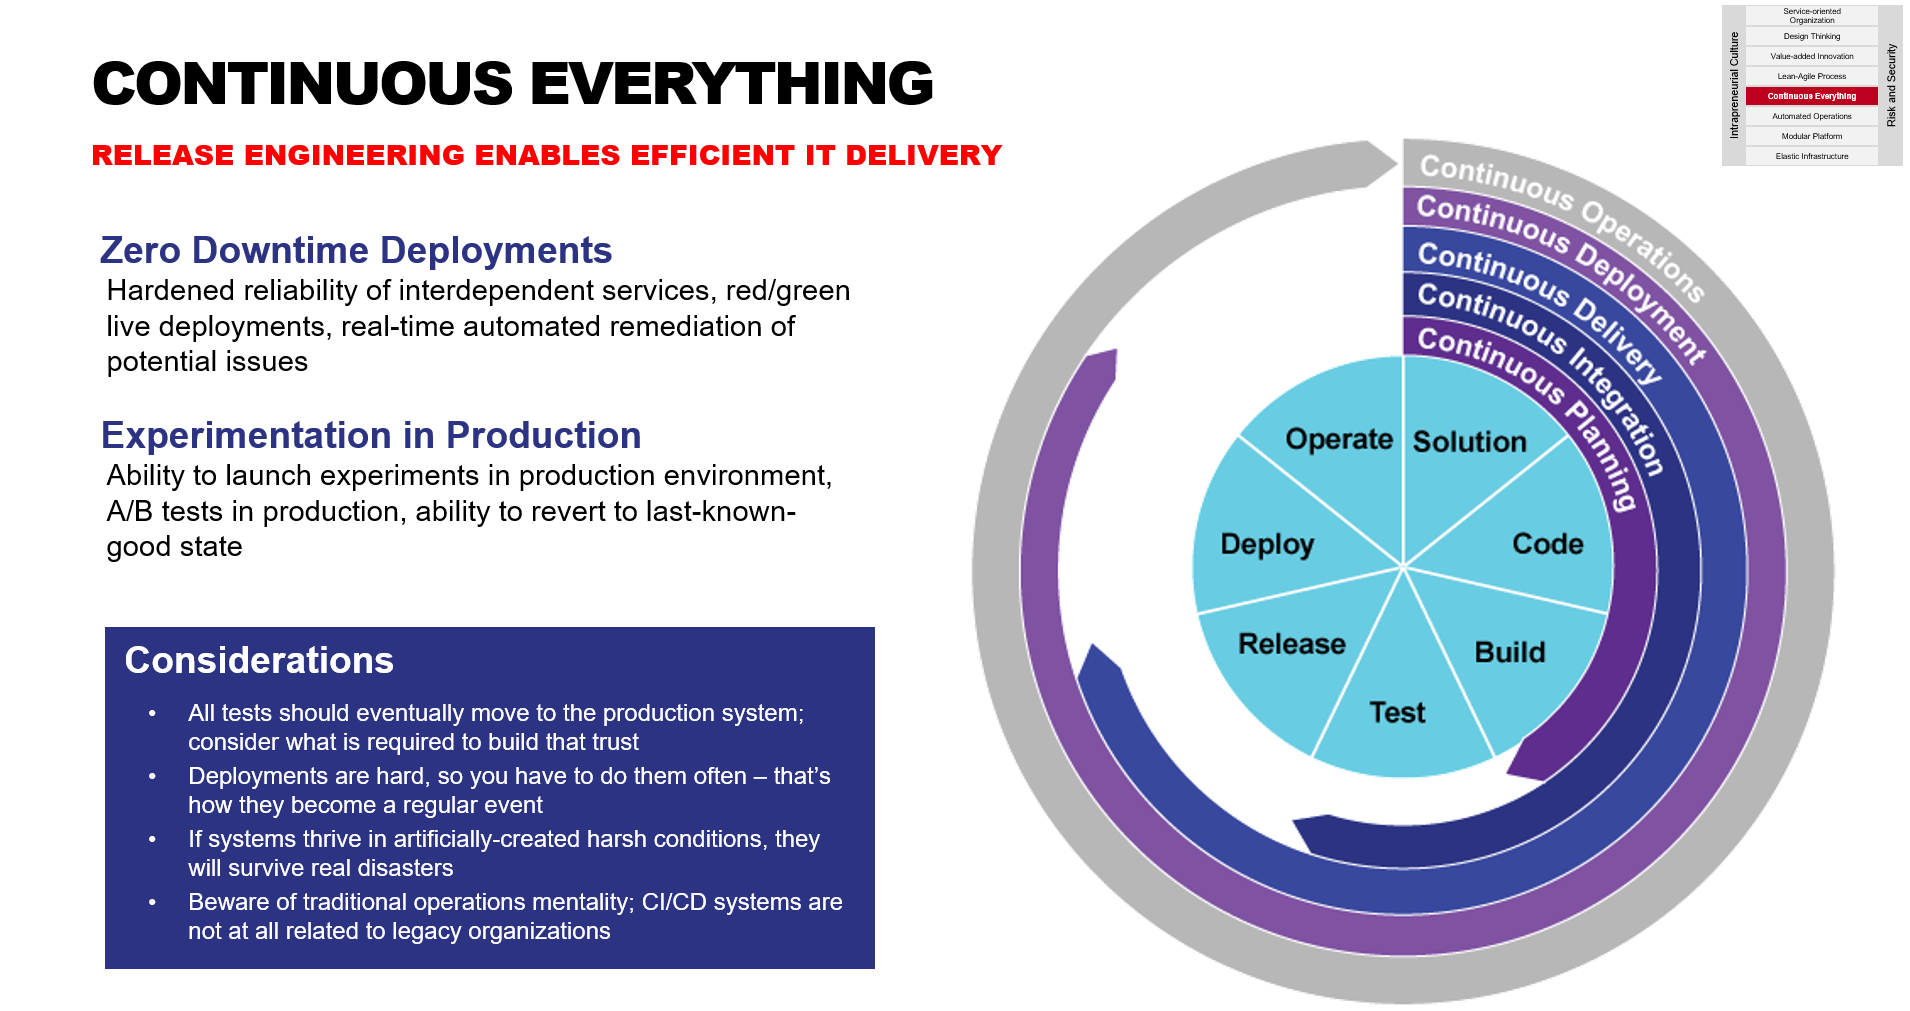 CONTINUOUS EVERYTHING
RELEASE ENGINEERING ENABLES EFFICIENT IT DELIVERY
Zero Downtime Deployments
Hardened reliability of interdependent services, red/green
live deployments, real-time automated remediation of
potential issues
Experimentation in Production
Ability to launch experiments in production environment,
A/B tests in production, ability to revert to last-known-
good state
Considerations
• All tests should eventually move to the production system;
consider what is required to build that trust
• Deployments are hard, so you have to do them often – that’s
how they become a regular event
• If systems thrive in artificially-created harsh conditions, they
will survive real disasters
• Beware of traditional operations mentality; CI/CD systems are
not at all related to legacy organizations
Continuous Operations
Continuous Deployment
Continuous Delivery
Continuous Integration
Continuous Planning
Solution
Code
Build
Test
Release
Deploy
Operate
Intrapreneurial Culture
Service-oriented
Organization
Design Thinking
Value-added Innovation
Lean-Agile Process
Continuous Everything
Automated Operations
Modular Platform
Elastic Infrastructure
Risk and Security